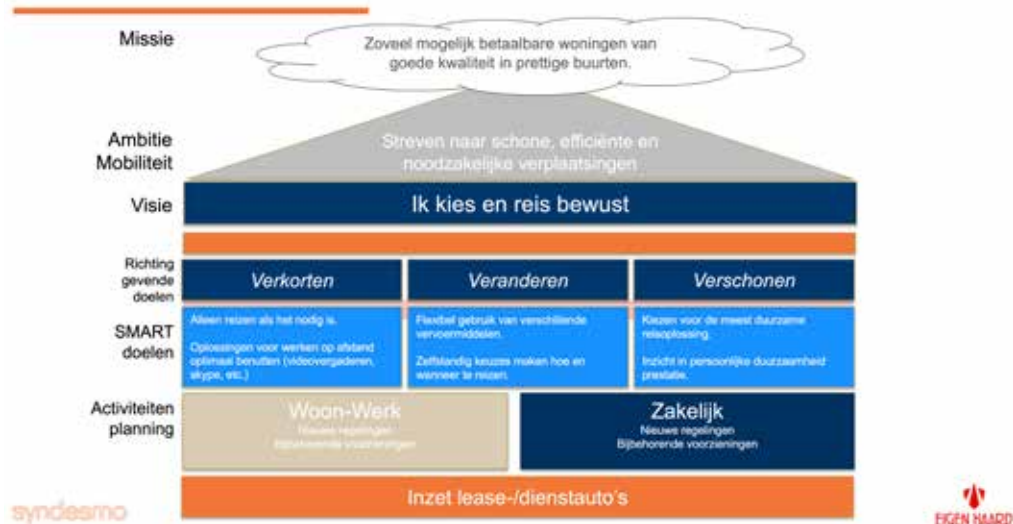 Missie
Zoveel mogelijk betaalbare woningen van
goede kwaliteit in prettige buurten.
Ambitie
Mobiliteit
Streven naar schone, efficiënte en
noodzakelijke verplaatsingen
Visie
Ik kies en reis bewust
Richting
gevende
doelen
Verkorten
Veranderen
Verschonen
SMART
doelen
Alleen reizen als het nodig is.
Oplossingen voor werken op afstand
optimaal benutten (videovergaderen,
skype, etc.)
Flexibel gebruik van verschillende
vervoermiddelen.
Zelfstandig keuzes maken hoe en
wanneer te reizen.
Kiezen voor de meest duurzame
reisoplossing.
Inzicht in persoonlijke duurzaamheid
prestatie.
Activiteiten
planning
Woon-Werk
Nieuwe regelingen
Bijbehorende voorzieningen
Zakelijk
Nieuwe regelingen
Bijbehorende voorzieningen
Inzet lease-/dienstauto's
syndesmo
EIGEN HAARD